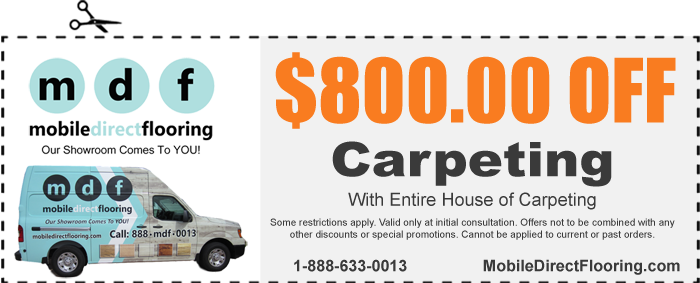 m d f
mobiledirectflooring
Our Showroom Comes To YOU!
m d f
mobiledirectflooring
Our Showroom Comes To YOU!
mobiledirectflooring.com
Call: 888-mdf-0013
$800.00 OFF
Carpeting
With Entire House of Carpeting
Some restrictions apply. Valid only at initial consultation. Offers not to be combined with any
other discounts or special promotions. Cannot be applied to current or past orders.
1-888-633-0013
MobileDirectFlooring.com